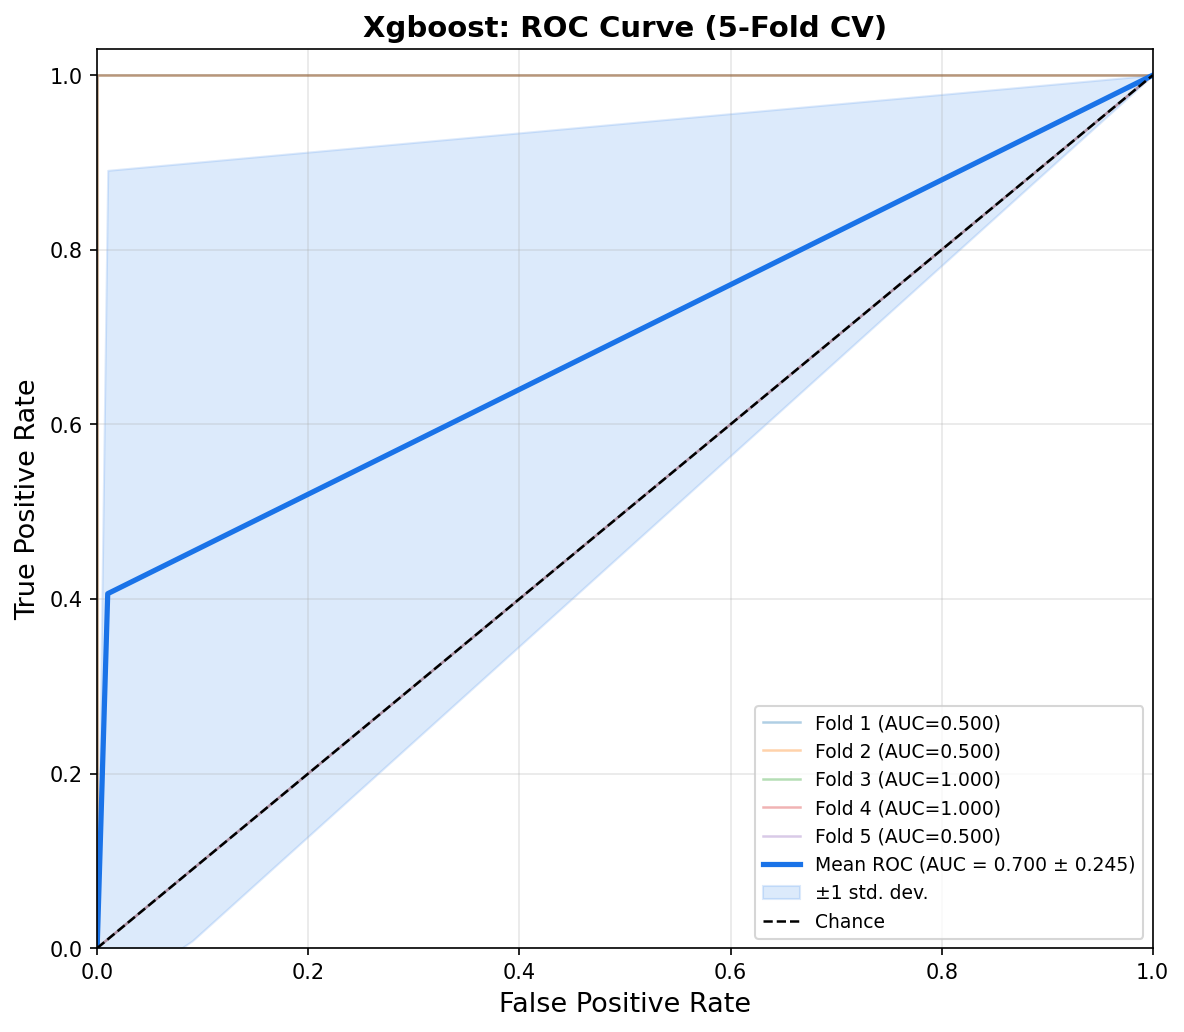 Xgboost: ROC Curve (5-Fold CV)
True Positive Rate
1.0
0.8
0.6
0.4
0.2
0.0
0.0 0.2 0.4 0.6 0.8 1.0
False Positive Rate
Fold 1 (AUC=0.500)
Fold 2 (AUC=0.500)
Fold 3 (AUC=1.000)
Fold 4 (AUC=1.000)
Fold 5 (AUC=0.500)
Mean ROC (AUC = 0.700 ± 0.245)
±1 std. dev.
Chance